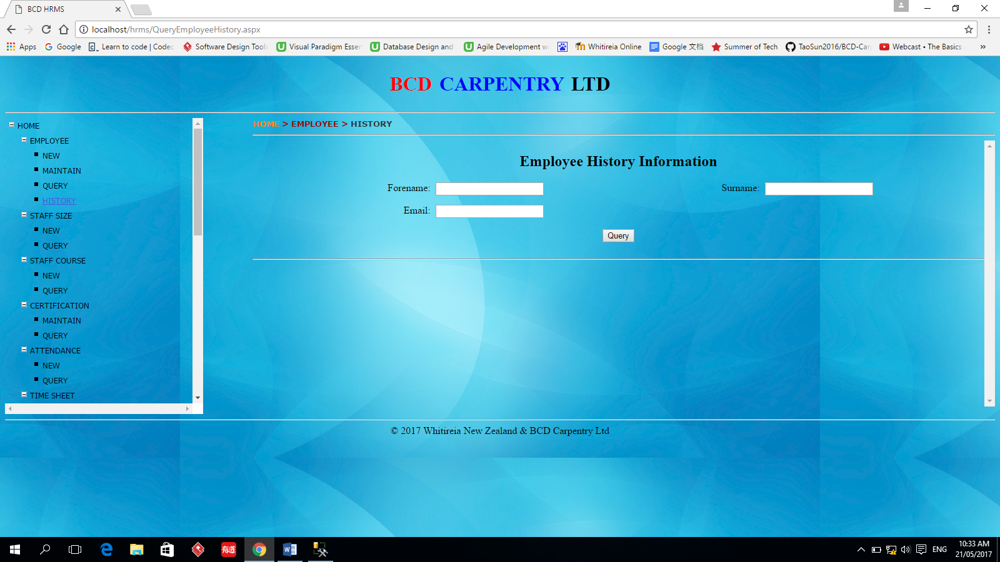 BCD HRMS
localhost/hrms/QueryEmployeeHistory.aspx
Apps Google Learn to code | Codec Software Design Tools Visual Paradigm Essen Database Design and Agile Development w Whitireia Online Google 文档 Summer of Tech TaoSun2016/BCD-Car Webcast • The Basics »
BCD CARPENTRY LTD
HOME
EMPLOYEE
NEW
MAINTAIN
QUERY
HISTORY
STAFF SIZE
NEW
QUERY
STAFF COURSE
NEW
QUERY
CERTIFICATION
MAINTAIN
QUERY
ATTENDANCE
NEW
QUERY
TIME SHEET
HOME > EMPLOYEE > HISTORY
Employee History Information
Forename:
Surname:
Email:
Query
© 2017 Whitireia New Zealand & BCD Carpentry Ltd
有道
ENG
10:33 AM
21/05/2017